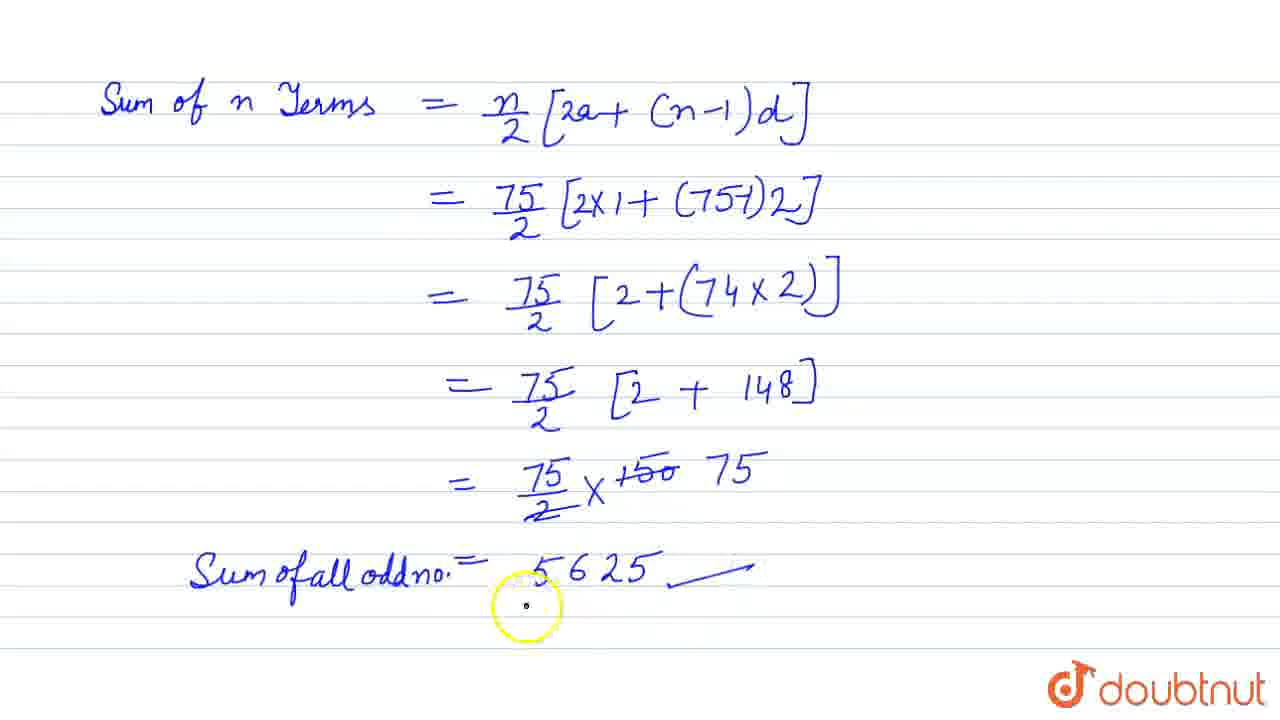 Sum of n Terms = n/2 [2a+ (n-1)d]
= 75/2 [2×1+ (75-1)2]
= 75/2 [2+(74×2)]
= 75/2 [2 + 148]
= 75/2 × 150 75
Sum of all odd no. = 5625
doubtnut